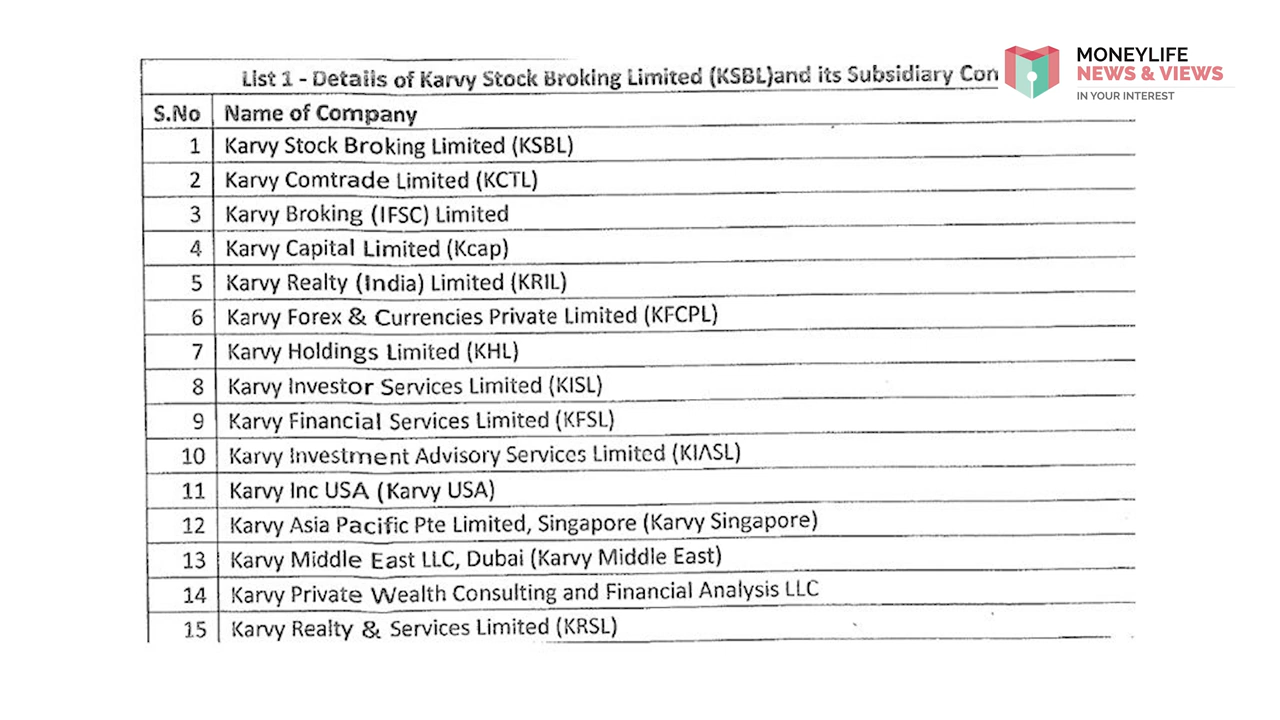 MONEYLIFE
NEWS & VIEWS
IN YOUR INTEREST
List 1 - Details of Karvy Stock Broking Limited (KSBL)and its Subsidiary
S.No Name of Company
1 Karvy Stock Broking Limited (KSBL)
2 Karvy Comtrade Limited (KCTL)
3 Karvy Broking (IFSC) Limited
4 Karvy Capital Limited (Kcap)
5 Karvy Realty (India) Limited (KRIL)
6 Karvy Forex & Currencies Private Limited (KFCPL)
7 Karvy Holdings Limited (KHL)
8 Karvy Investor Services Limited (KISL)
9 Karvy Financial Services Limited (KFSL)
10 Karvy Investment Advisory Services Limited (KIASL)
11 Karvy Inc USA (Karvy USA)
12 Karvy Asia Pacific Pte Limited, Singapore (Karvy Singapore)
13 Karvy Middle East LLC, Dubai (Karvy Middle East)
14 Karvy Private Wealth Consulting and Financial Analysis LLC
15 Karvy Realty & Services Limited (KRSL)